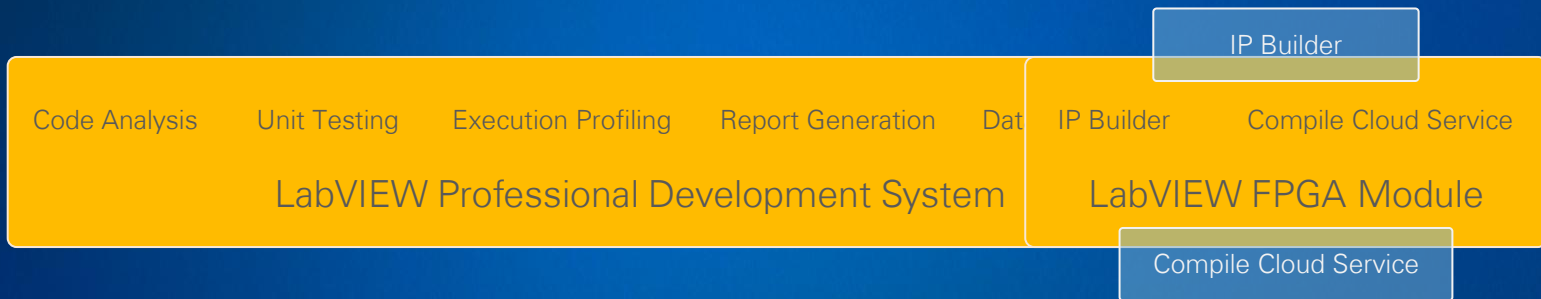 IP Builder
Code Analysis Unit Testing Execution Profiling Report Generation Dat IP Builder Compile Cloud Service
LabVIEW Professional Development System LabVIEW FPGA Module
Compile Cloud Service